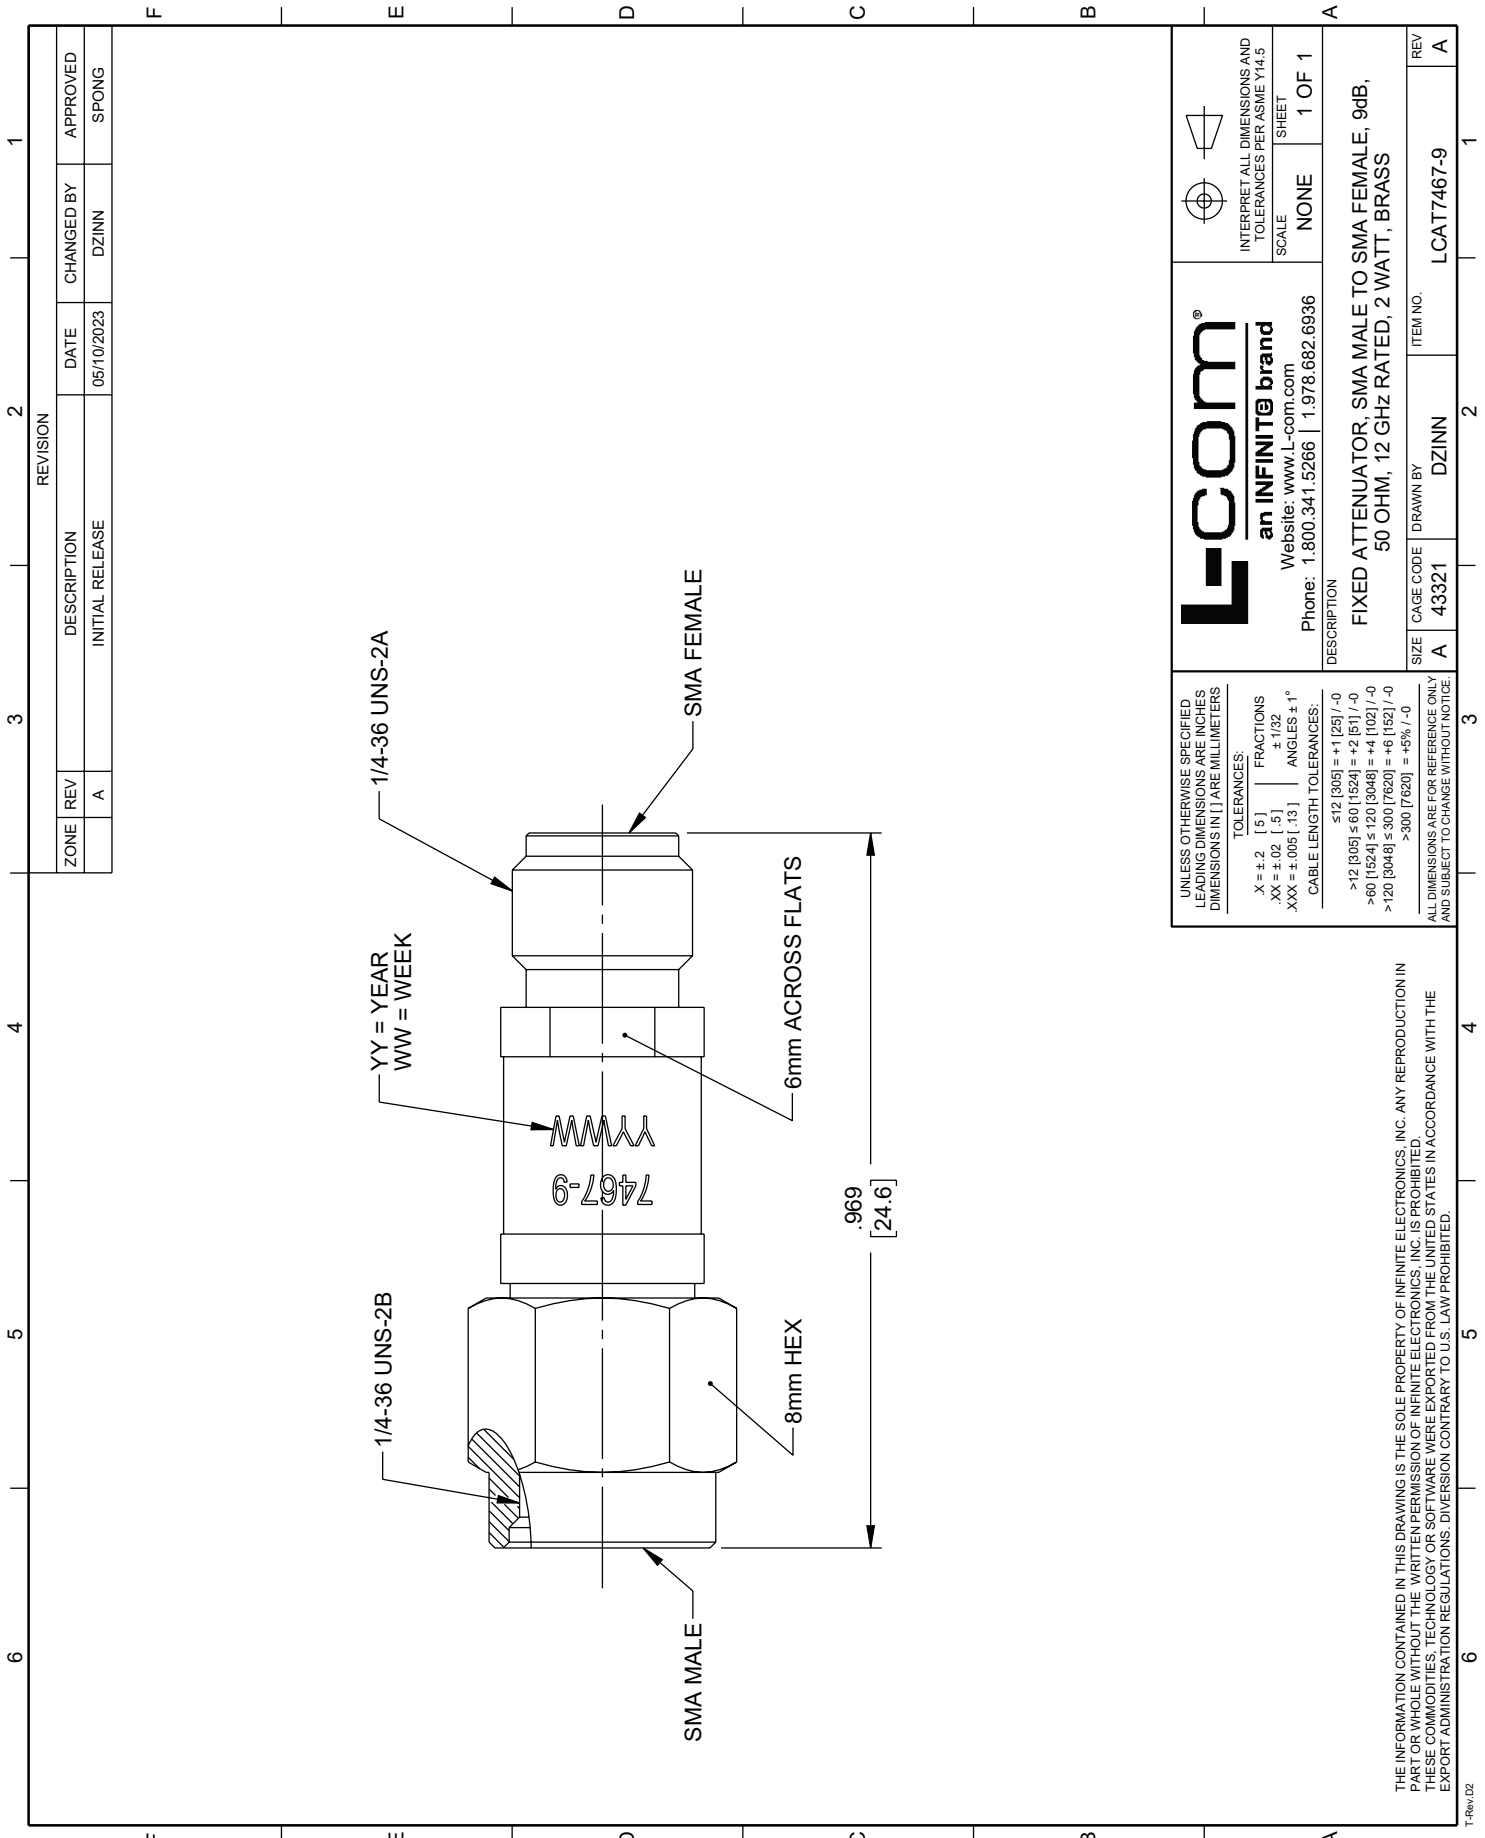 6
5
4
3
2
1
F
E
D
C
B
A
REVISION
ZONE REV DESCRIPTION DATE CHANGED BY APPROVED
A INITIAL RELEASE 05/10/2023 DZINN SPONG
1/4-36 UNS-2B
YY = YEAR
WW = WEEK
1/4-36 UNS-2A
7467-9
YYWW
SMA MALE
SMA FEMALE
8mm HEX
6mm ACROSS FLATS
.969
[24.6]
UNLESS OTHERWISE SPECIFIED
LEADING DIMENSIONS ARE INCHES
DIMENSIONS IN [ ] ARE MILLIMETERS
TOLERANCES:
.X = ± .2 [ 5 ] FRACTIONS
.XX = ± .02 [ .5 ] ± 1/32
.XXX = ± .005 [ .13 ] ANGLES ± 1°
CABLE LENGTH TOLERANCES:
≤12 [305] = +1 [25] / -0
>12 [305] ≤ 60 [1524] = +2 [51] / -0
>60 [1524] ≤ 120 [3048] = +4 [102] / -0
>120 [3048] ≤ 300 [7620] = +6 [152] / -0
>300 [7620] = +5% / -0
ALL DIMENSIONS ARE FOR REFERENCE ONLY
AND SUBJECT TO CHANGE WITHOUT NOTICE.
L-com®
an INFINITE brand
Website: www.L-com.com
Phone: 1.800.341.5266 | 1.978.682.6936
INTERPRET ALL DIMENSIONS AND
TOLERANCES PER ASME Y14.5
SCALE SHEET
NONE 1 OF 1
DESCRIPTION
FIXED ATTENUATOR, SMA MALE TO SMA FEMALE, 9dB,
50 OHM, 12 GHz RATED, 2 WATT, BRASS
SIZE CAGE CODE DRAWN BY ITEM NO. REV
A 43321 DZINN LCAT7467-9 A
THE INFORMATION CONTAINED IN THIS DRAWING IS THE SOLE PROPERTY OF INFINITE ELECTRONICS, INC. ANY REPRODUCTION IN
PART OR WHOLE WITHOUT THE WRITTEN PERMISSION OF INFINITE ELECTRONICS, INC. IS PROHIBITED.
THESE COMMODITIES, TECHNOLOGY OR SOFTWARE WERE EXPORTED FROM THE UNITED STATES IN ACCORDANCE WITH THE
EXPORT ADMINISTRATION REGULATIONS. DIVERSION CONTRARY TO U.S. LAW PROHIBITED.
6
5
4
3
2
1
T-Rev.D2